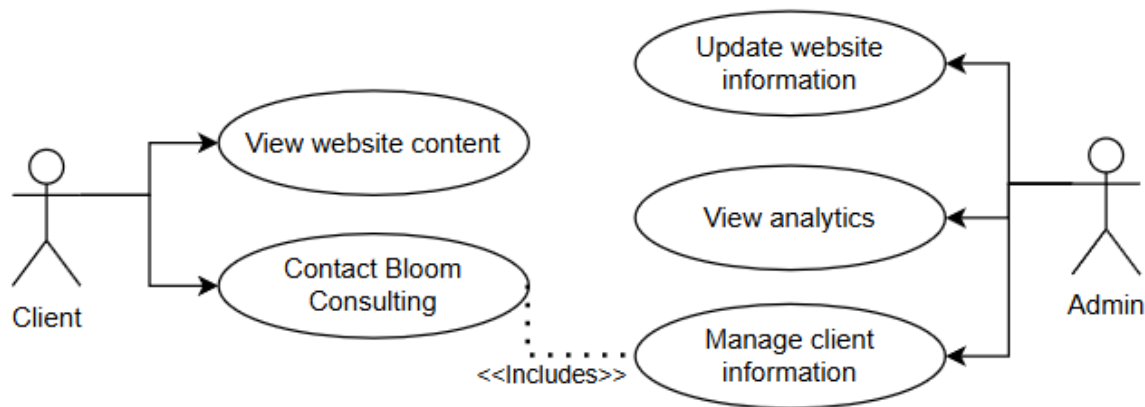 Update website
information
View website content
View analytics
Contact Bloom
Consulting
Client
Admin
Manage client
information
<<Includes>>